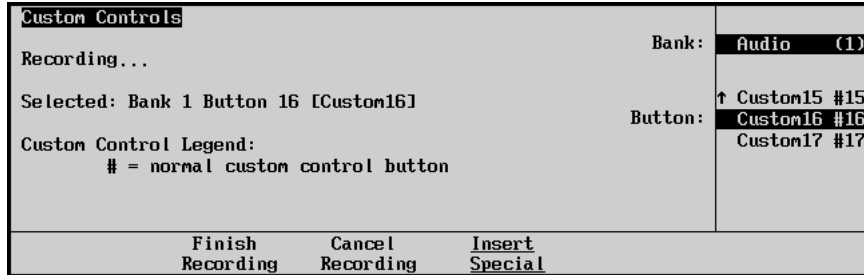 Custom Controls
Recording...
Selected: Bank 1 Button 16 [Custom16]
Custom Control Legend:
# = normal custom control button
Bank: Audio (1)
↑ Custom15 #15
Button: Custom16 #16
Custom17 #17
Finish Recording
Cancel Recording
Insert Special